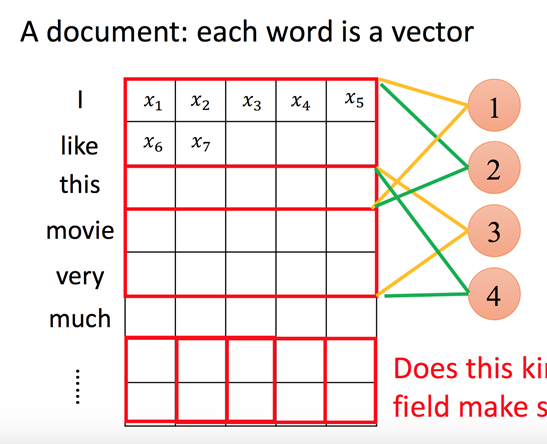 A document: each word is a vector
I x₁ x₂ x₃ x₄ x₅ 1
like x₆ x₇
this 2
movie 3
very 4
much
......
Does this
field make